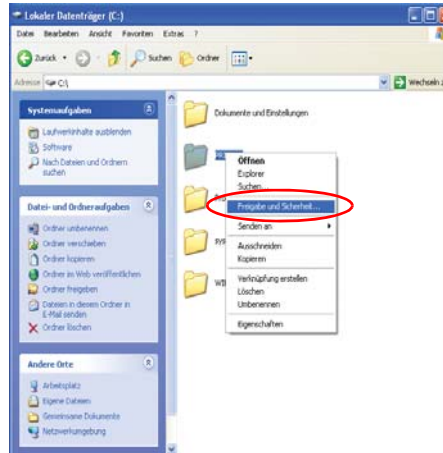 Lokaler Datenträger (C:)
Datei Bearbeiten Ansicht Favoriten Extras ?
Zurück Suchen Ordner
Adresse C:\ Wechseln
Systemaufgaben
Laufwerkinhalte ausblenden
Software
Nach Dateien und Ordnern
suchen
Datei- und Ordneraufgaben
Ordner umbenennen
Ordner verschieben
Ordner kopieren
Ordner im Web veröffentlichen
Ordner freigeben
Dateien in diesem Ordner in
E-Mail senden
Ordner löschen
Andere Orte
Arbeitsplatz
Eigene Dateien
Gemeinsame Dokumente
Netzwerkumgebung
Dokumente und Einstellungen
sys
Öffnen
Explorer
Suchen...
Freigabe und Sicherheit...
Senden an
Ausschneiden
Kopieren
Verknüpfung erstellen
Löschen
Umbenennen
Eigenschaften